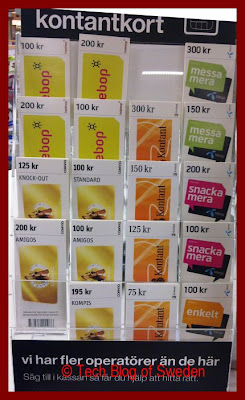 kontantkort
100 kr
200 kr
300 kr
ebop
messa
mera
200 kr
100 kr
300 kr
150 kr
ebop
Kontant
messa
mera
125 kr
100 kr
150 kr
200 kr
KNOCK-OUT
STANDARD
Kontant
snacka
mera
200 kr
100 kr
125 kr
100 kr
AMIGOS
AMIGOS
Kontant
snacka
mera
195 kr
75 kr
100 kr
KOMPIS
Kontant
enkelt
vi har fler operatörer än de här
Säg till i kassan så får du hjälp att hitta rätt.
© Tech Blog of Sweden